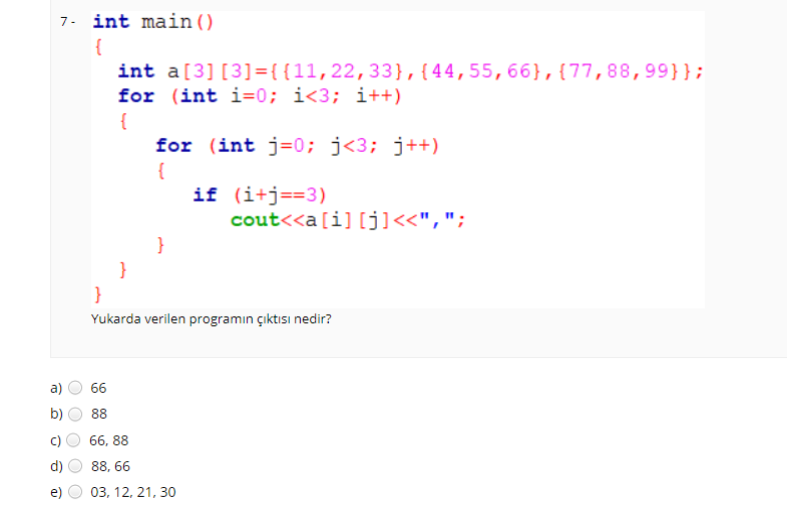 7- int main()
{
int a[3][3]={{11,22,33},{44,55,66},{77,88,99}};
for (int i=0; i<3; i++)
{
for (int j=0; j<3; j++)
{
if (i+j==3)
cout<<a[i][j]<<",";
}
}
}
Yukarda verilen programın çıktısı nedir?
a) 66
b) 88
c) 66, 88
d) 88, 66
e) 03, 12, 21, 30